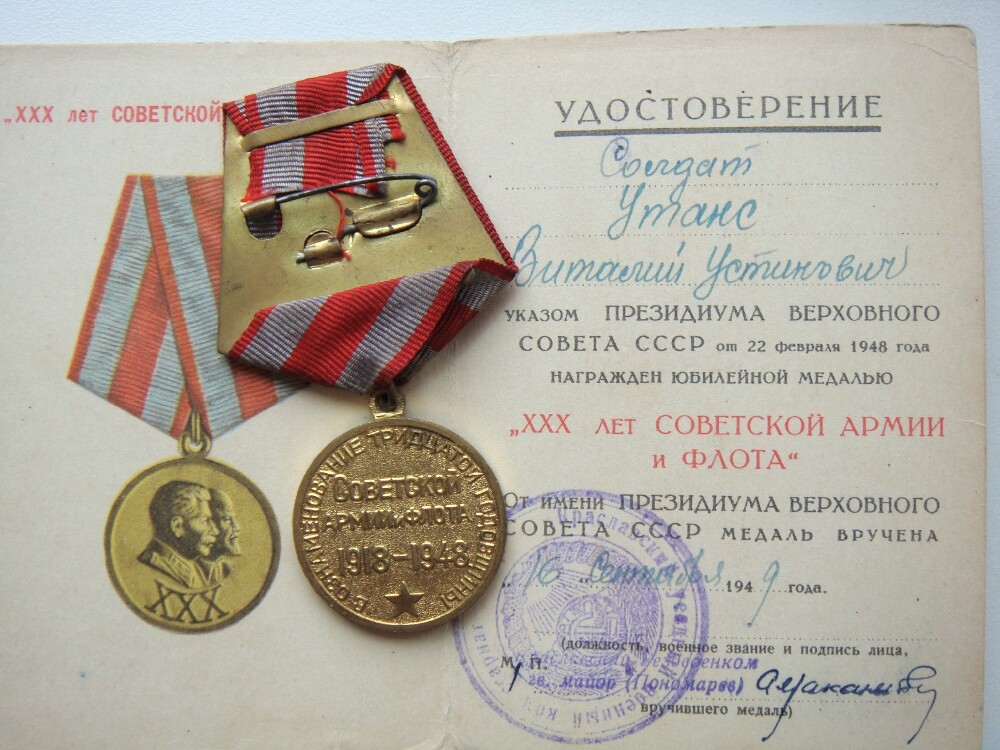 „XXX лет СОВЕТСКОЙ
XXX
В ОЗНАМЕНОВАНИЕ ТРИДЦАТОЙ ГОДОВЩИНЫ
СОВЕТСКОЙ
АРМИИ и ФЛОТА
1918-1948
УДОСТОВЕРЕНИЕ
Солдат
Утанс
Виталий Устинович
указом ПРЕЗИДИУМА ВЕРХОВНОГО
СОВЕТА СССР от 22 февраля 1948 года
НАГРАЖДЕН ЮБИЛЕЙНОЙ МЕДАЛЬЮ
„XXX лет СОВЕТСКОЙ АРМИИ
и ФЛОТА“
От имени ПРЕЗИДИУМА ВЕРХОВНОГО
СОВЕТА СССР МЕДАЛЬ ВРУЧЕНА
„16 „ Сентября 1949 года.
(должность, военное звание и подпись лица,
М. П.
гв. майор (Пономарев)
вручившего медаль)